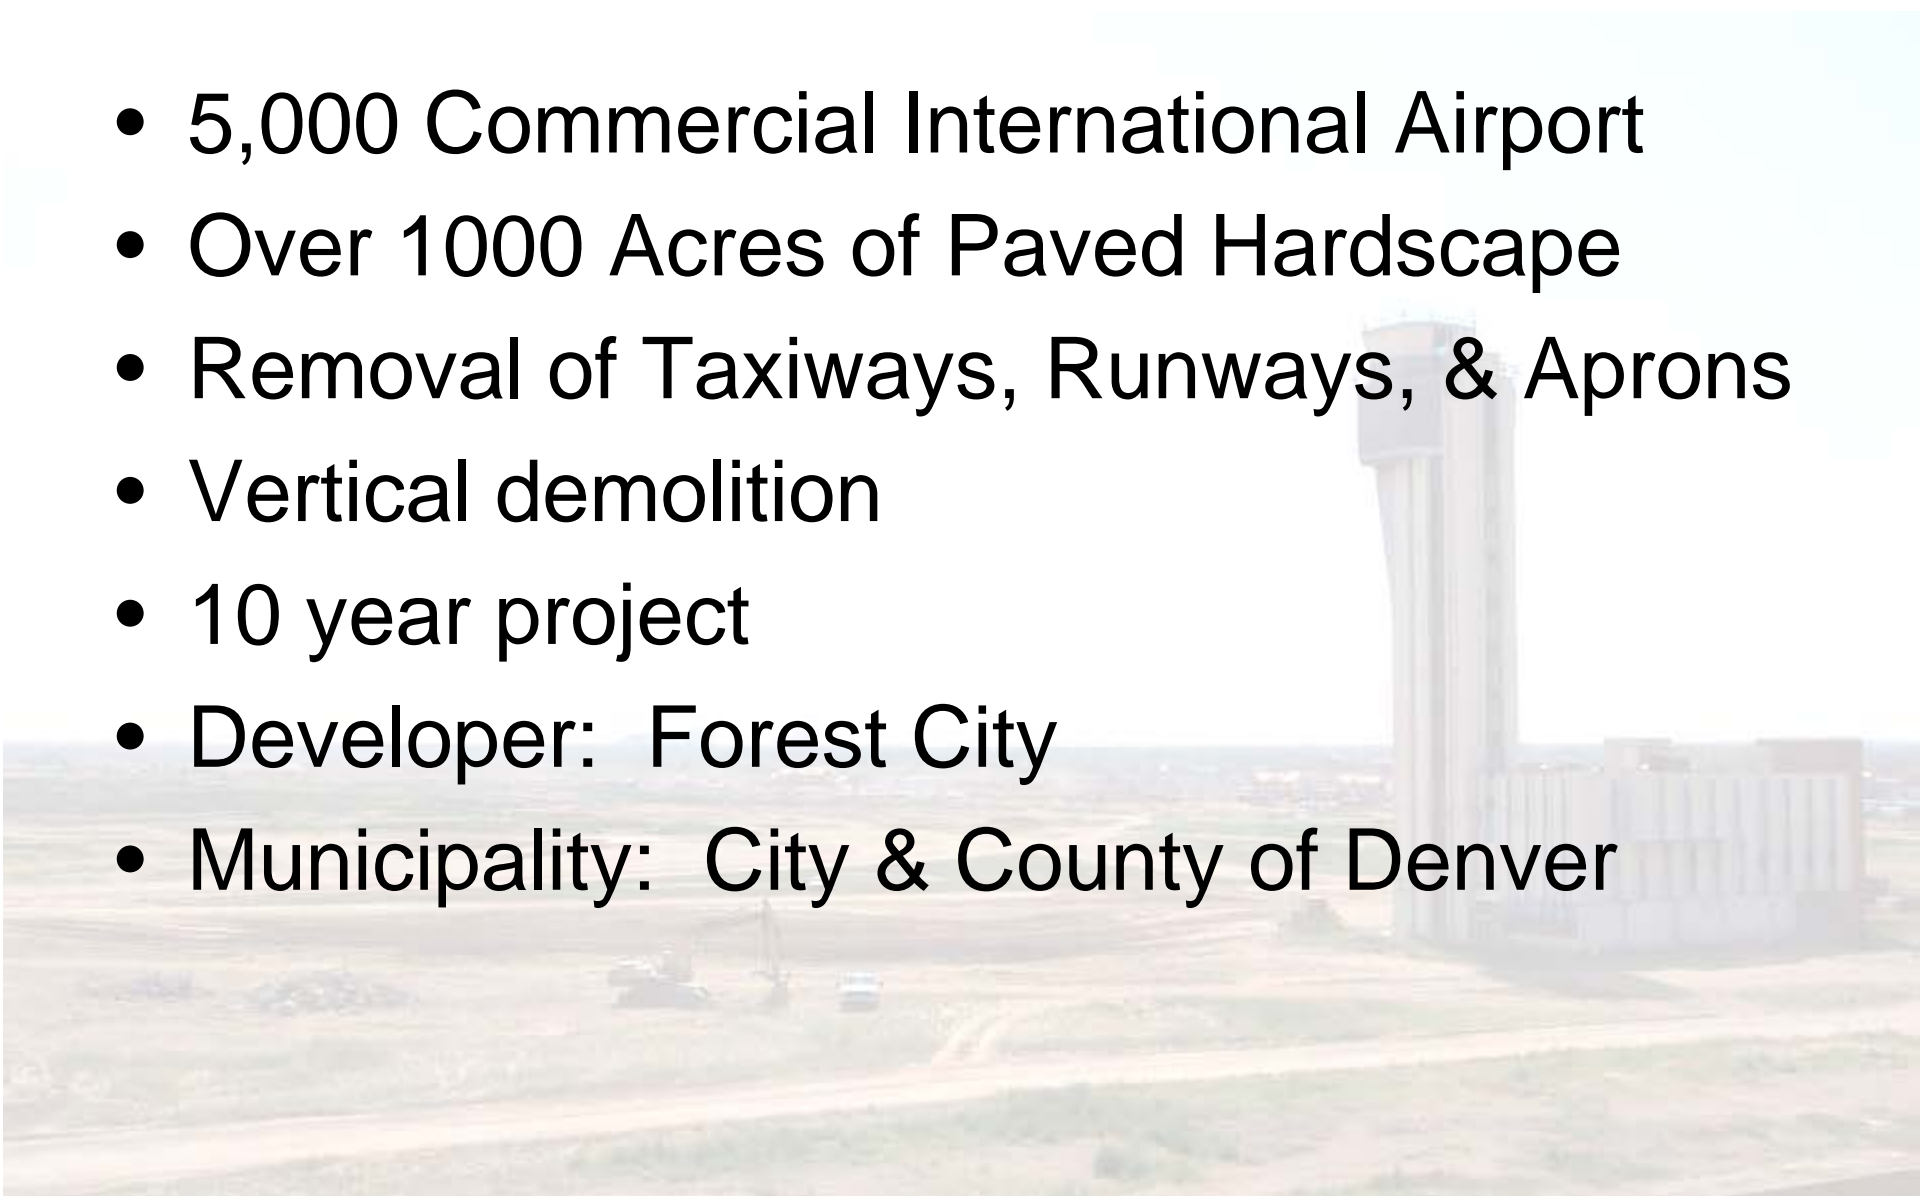 • 5,000 Commercial International Airport
• Over 1000 Acres of Paved Hardscape
• Removal of Taxiways, Runways, & Aprons
• Vertical demolition
• 10 year project
• Developer:  Forest City
• Municipality:  City & County of Denver